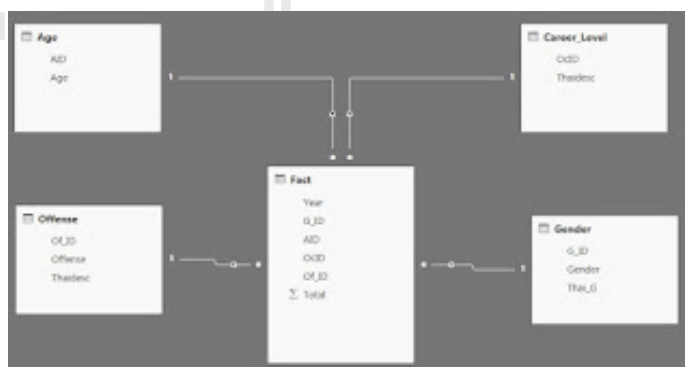 Age
AID
Age
1
Career_Level
OcID
Thaidesc
1
Fact
Year
G_ID
AID
OcID
Of_ID
Σ Total
*
*
Offense
Of_ID
Offense
Thaidesc
1
*
Gender
G_ID
Gender
Thai_G
*
1